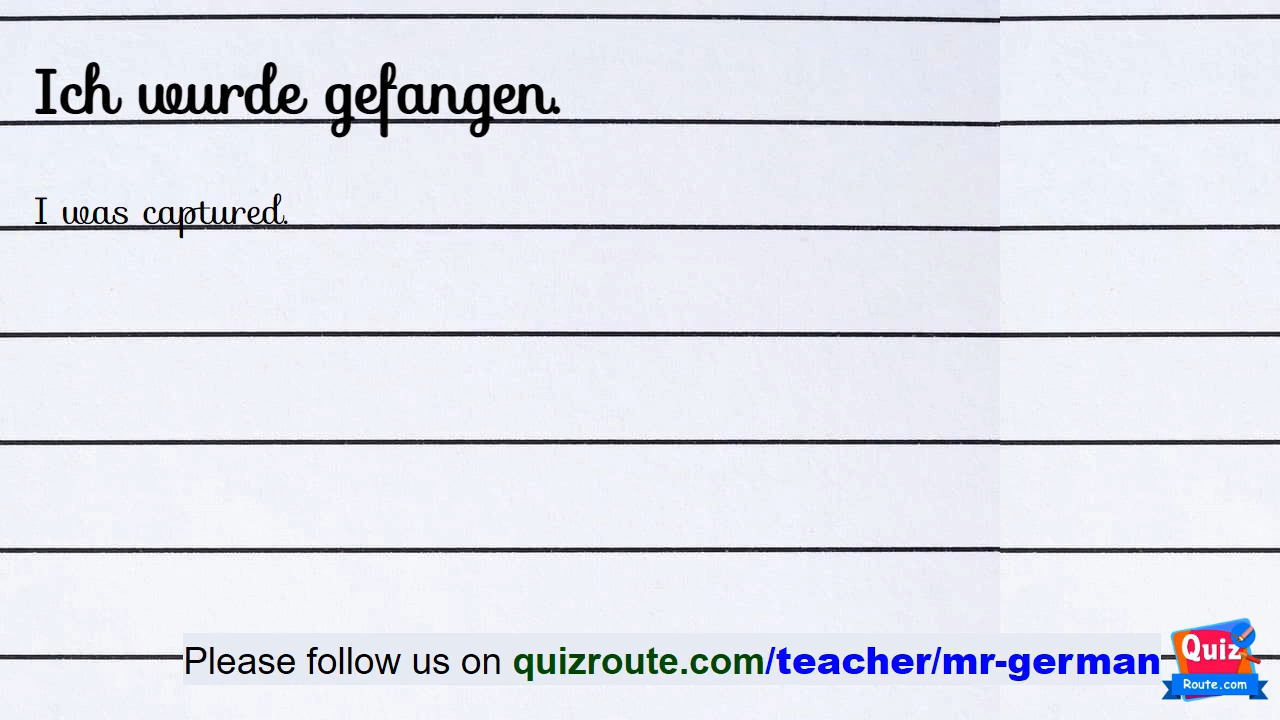 Ich wurde gefangen.
I was captured.
Please follow us on quizroute.com/teacher/mr-german
Quiz
Route.com